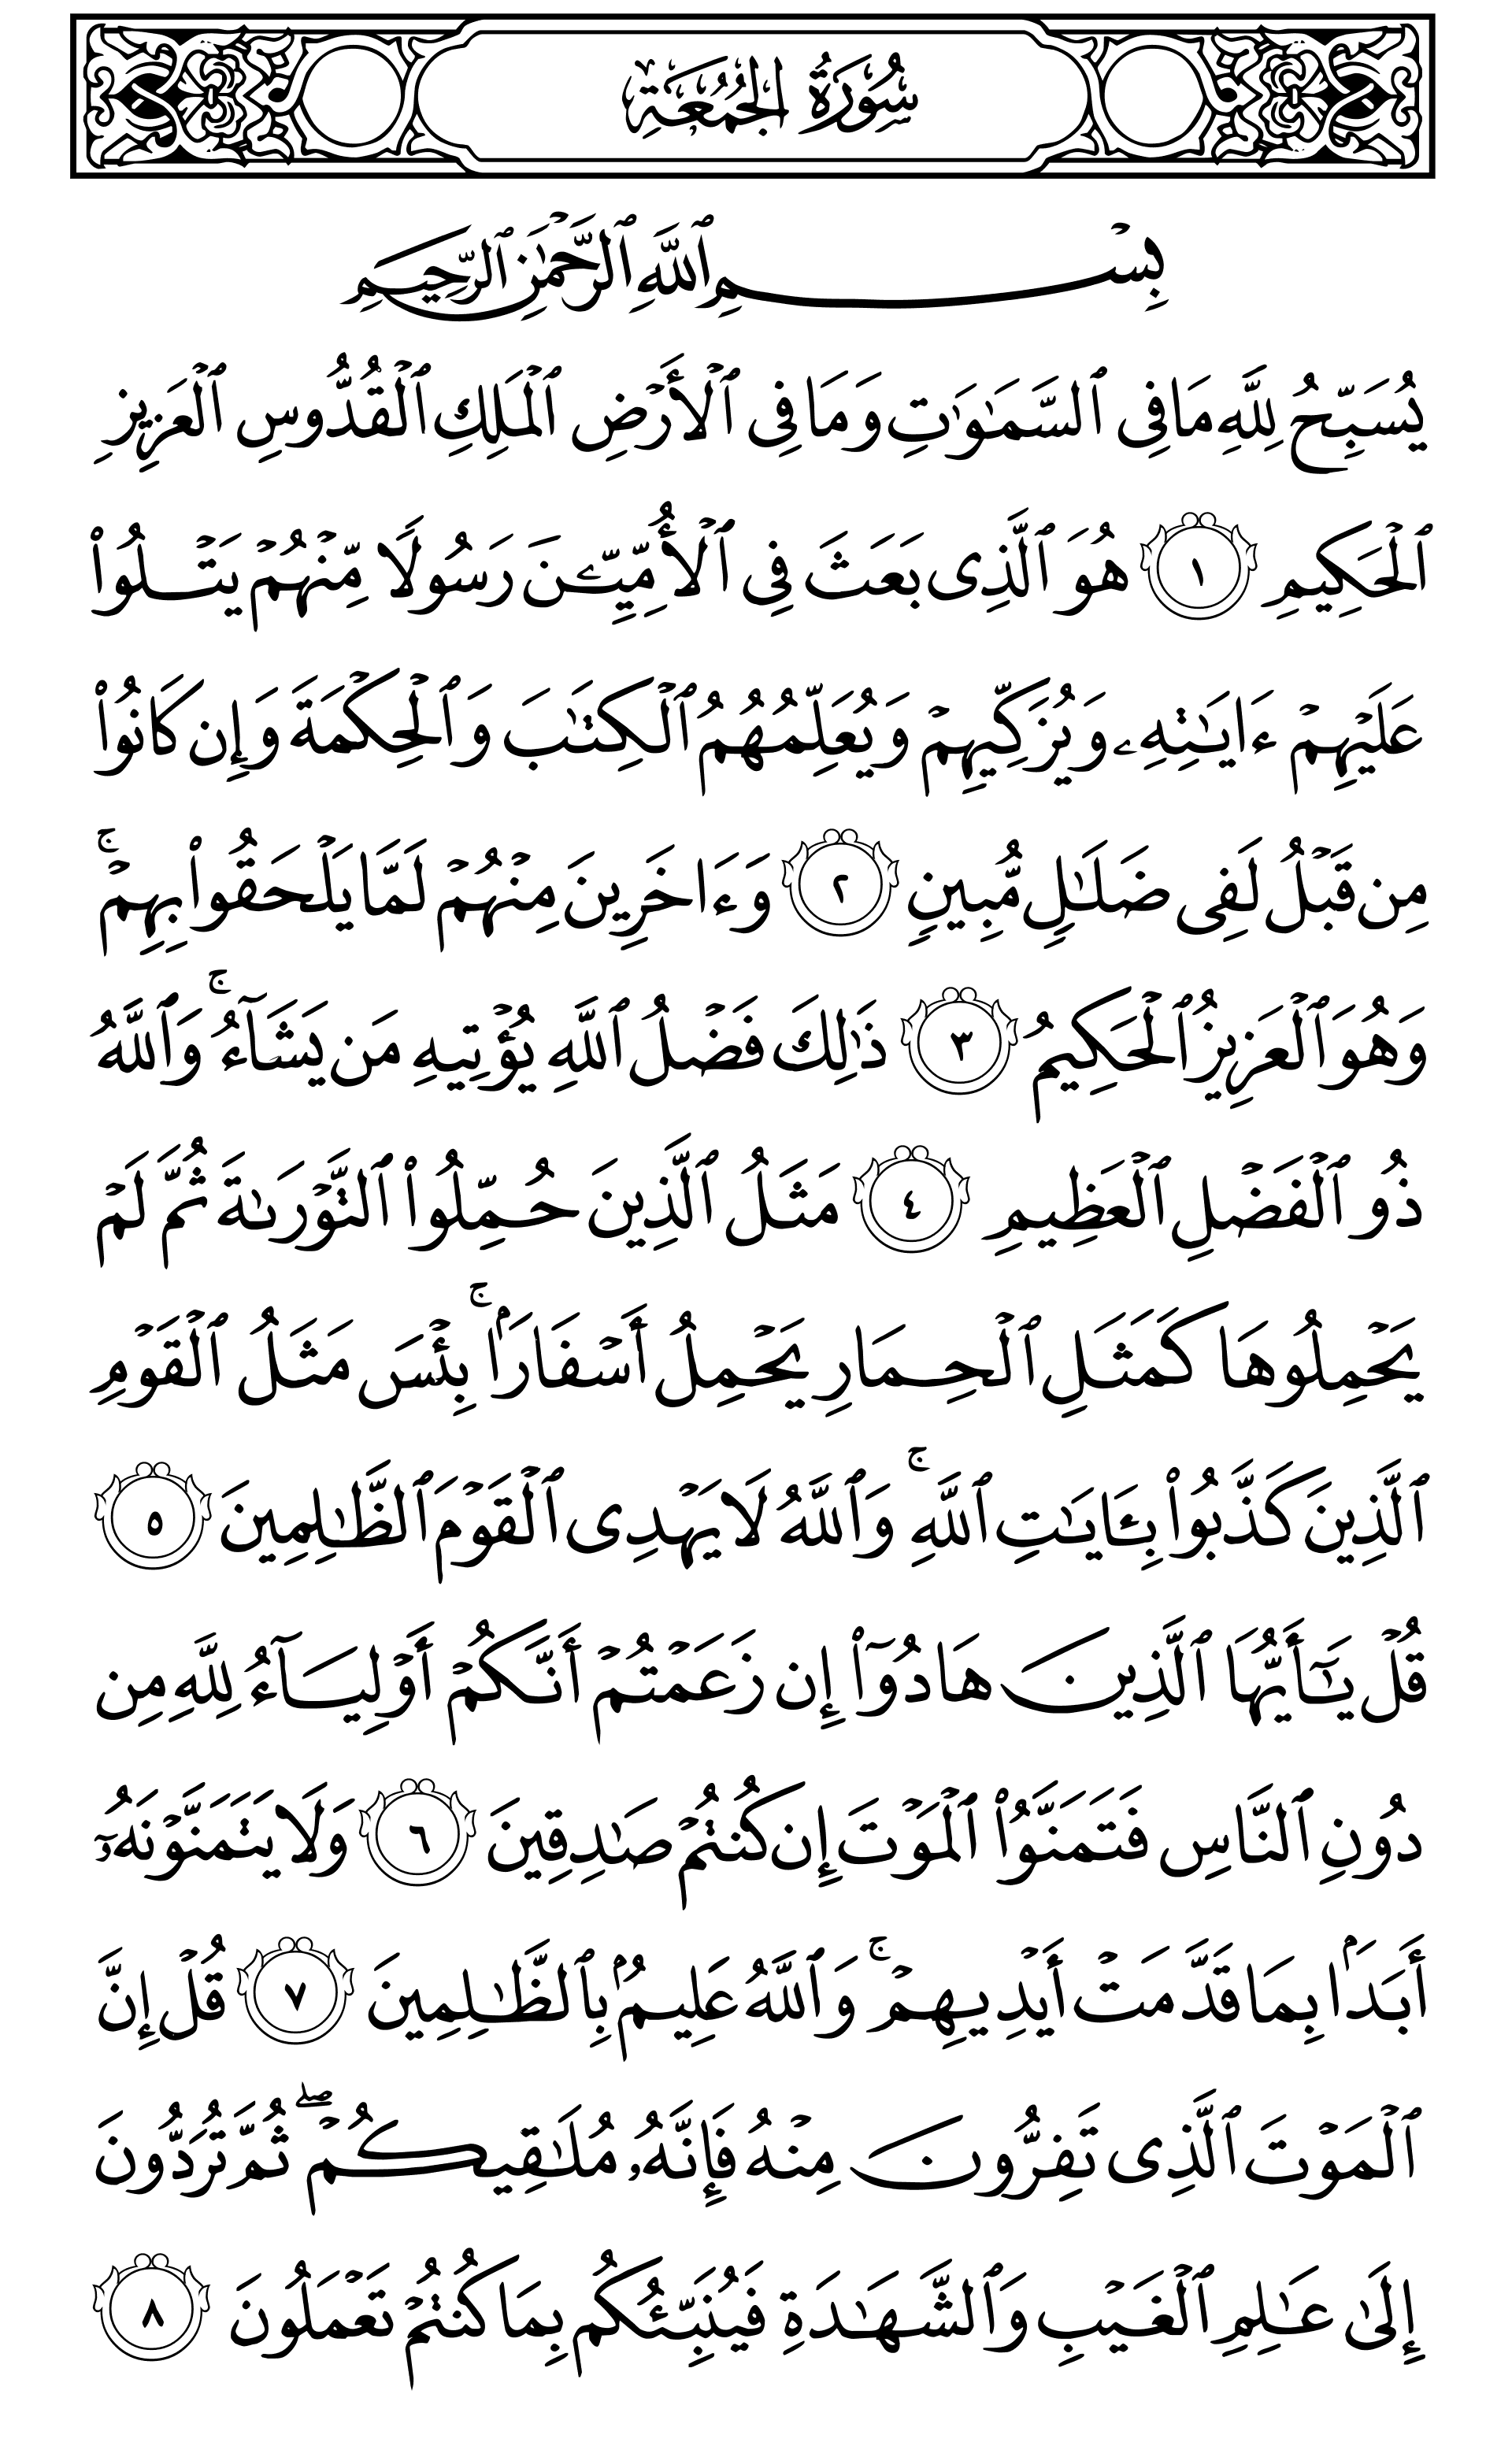 سُورَةُ الجُمُعَةِ
بِسْمِ ٱللَّهِ ٱلرَّحْمَٰنِ ٱلرَّحِيمِ
يُسَبِّحُ لِلَّهِ مَا فِى ٱلسَّمَٰوَٰتِ وَمَا فِى ٱلْأَرْضِ ٱلْمَلِكِ ٱلْقُدُّوسِ ٱلْعَزِيزِ
ٱلْحَكِيمِ ١ هُوَ ٱلَّذِى بَعَثَ فِى ٱلْأُمِّيِّـۧنَ رَسُولًا مِّنْهُمْ يَتْلُوا۟
عَلَيْهِمْ ءَايَٰتِهِۦ وَيُزَكِّيهِمْ وَيُعَلِّمُهُمُ ٱلْكِتَٰبَ وَٱلْحِكْمَةَ وَإِن كَانُوا۟
مِن قَبْلُ لَفِى ضَلَٰلٍ مُّبِينٍ ٢ وَءَاخَرِينَ مِنْهُمْ لَمَّا يَلْحَقُوا۟ بِهِمْ ۚ
وَهُوَ ٱلْعَزِيزُ ٱلْحَكِيمُ ٣ ذَٰلِكَ فَضْلُ ٱللَّهِ يُؤْتِيهِ مَن يَشَآءُ ۚ وَٱللَّهُ
ذُو ٱلْفَضْلِ ٱلْعَظِيمِ ٤ مَثَلُ ٱلَّذِينَ حُمِّلُوا۟ ٱلتَّوْرَىٰةَ ثُمَّ لَمْ
يَحْمِلُوهَا كَمَثَلِ ٱلْحِمَارِ يَحْمِلُ أَسْفَارًۢا ۚ بِئْسَ مَثَلُ ٱلْقَوْمِ
ٱلَّذِينَ كَذَّبُوا۟ بِـَٔايَٰتِ ٱللَّهِ ۚ وَٱللَّهُ لَا يَهْدِى ٱلْقَوْمَ ٱلظَّٰلِمِينَ ٥
قُلْ يَٰٓأَيُّهَا ٱلَّذِينَ هَادُوٓا۟ إِن زَعَمْتُمْ أَنَّكُمْ أَوْلِيَآءُ لِلَّهِ مِن
دُونِ ٱلنَّاسِ فَتَمَنَّوُا۟ ٱلْمَوْتَ إِن كُنتُمْ صَٰدِقِينَ ٦ وَلَا يَتَمَنَّوْنَهُۥٓ
أَبَدًۢا بِمَا قَدَّمَتْ أَيْدِيهِمْ ۚ وَٱللَّهُ عَلِيمٌۢ بِٱلظَّٰلِمِينَ ٧ قُلْ إِنَّ
ٱلْمَوْتَ ٱلَّذِى تَفِرُّونَ مِنْهُ فَإِنَّهُۥ مُلَٰقِيكُمْ ۖ ثُمَّ تُرَدُّونَ
إِلَىٰ عَٰلِمِ ٱلْغَيْبِ وَٱلشَّهَٰدَةِ فَيُنَبِّئُكُم بِمَا كُنتُمْ تَعْمَلُونَ ٨